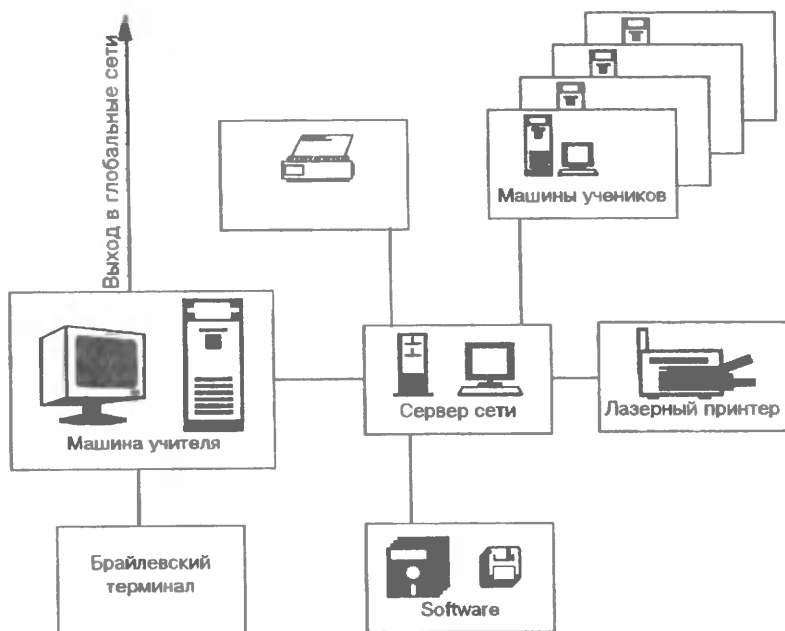 Выход в глобальные сети
Машины учеников
Машина учителя
Сервер сети
Лазерный принтер
Брайлевский
терминал
Software